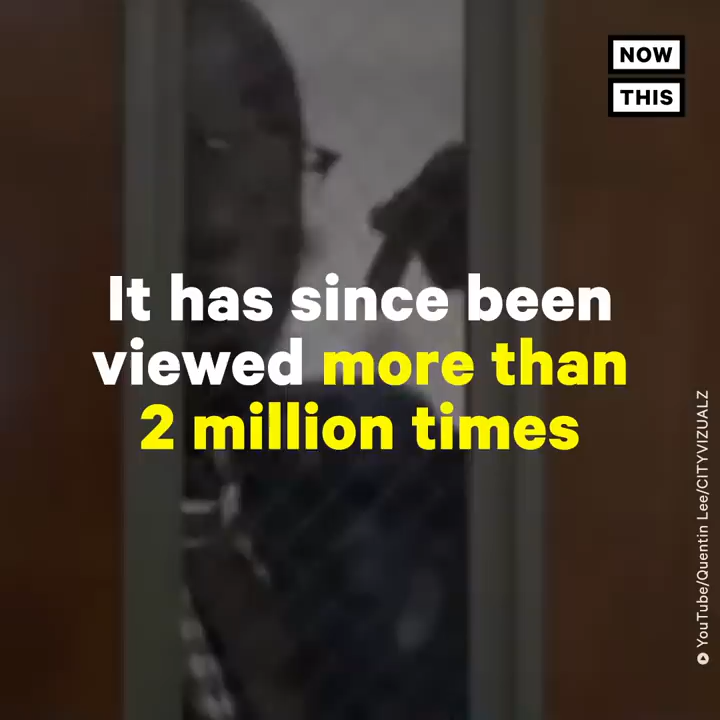 NOW
THIS
It has since been
viewed more than
2 million times
YouTube/Quentin Lee/CITYVIZUALZ